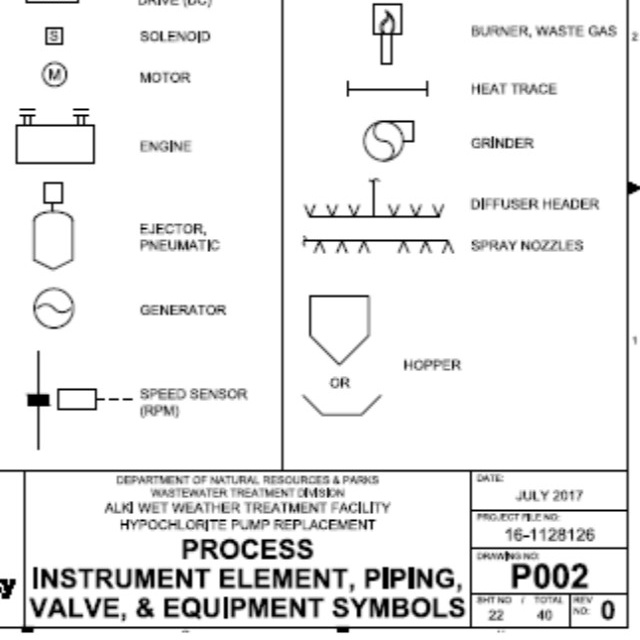 DRIVE (DC)
S
SOLENOID
M
MOTOR
ENGINE
EJECTOR,
PNEUMATIC
GENERATOR
SPEED SENSOR
(RPM)
BURNER, WASTE GAS
2
HEAT TRACE
GRINDER
DIFFUSER HEADER
SPRAY NOZZLES
1
HOPPER
OR
DEPARTMENT OF NATURAL RESOURCES & PARKS
WASTEWATER TREATMENT DIVISION
ALKI WET WEATHER TREATMENT FACILITY
HYPOCHLORITE PUMP REPLACEMENT
PROCESS
INSTRUMENT ELEMENT, PIPING,
VALVE, & EQUIPMENT SYMBOLS
DATE:
JULY 2017
PROJECT FILE NO:
16-1128126
DRAWING NO:
P002
SHT NO / TOTAL
22 40
REV
NO: 0